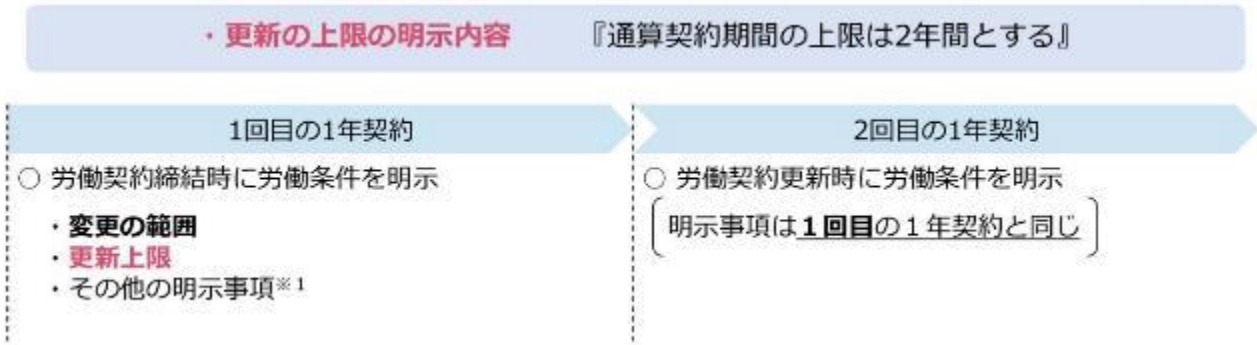 ・更新の上限の明示内容　　『通算契約期間の上限は2年間とする』
1回目の1年契約
○ 労働契約締結時に労働条件を明示
・変更の範囲
・更新上限
・その他の明示事項※1
2回目の1年契約
○ 労働契約更新時に労働条件を明示
明示事項は１回目の１年契約と同じ